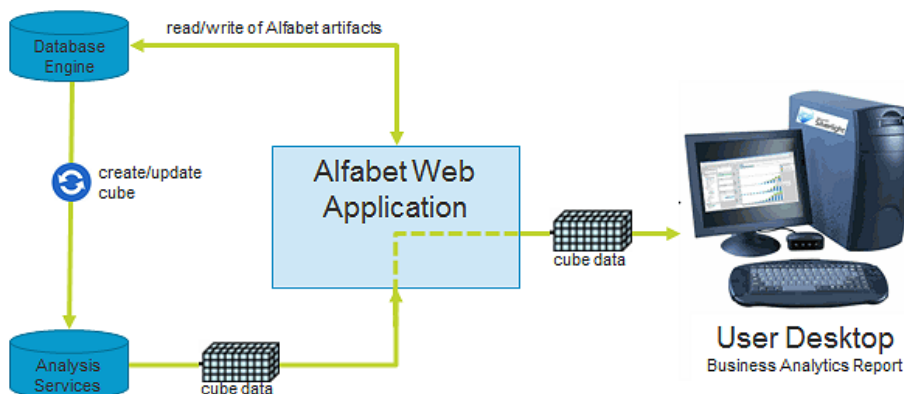 read/write of Alfabet artifacts
Database
Engine
create/update
cube
Alfabet Web
Application
cube data
Analysis
Services
cube data
User Desktop
Business Analytics Report
Silverlight